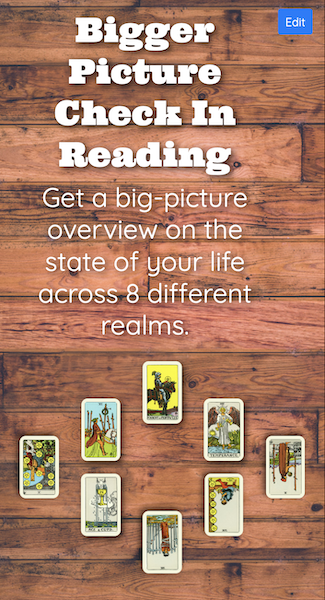 Edit
Bigger
Picture
Check In
Reading
Get a big-picture
overview on the
state of your life
across 8 different
realms.
TEMPERANCE.